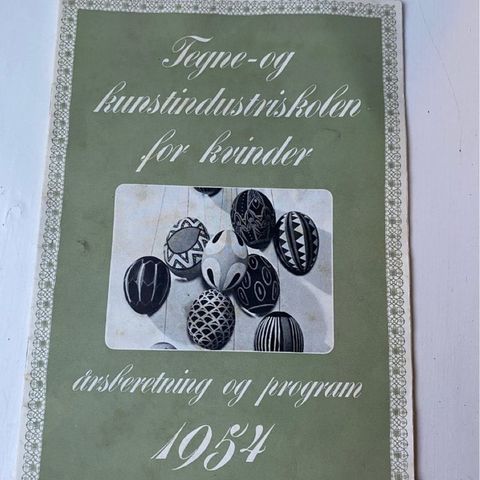 Tegne-og
kunstindustriskolen
for kvinder
årsberetning og program
1954